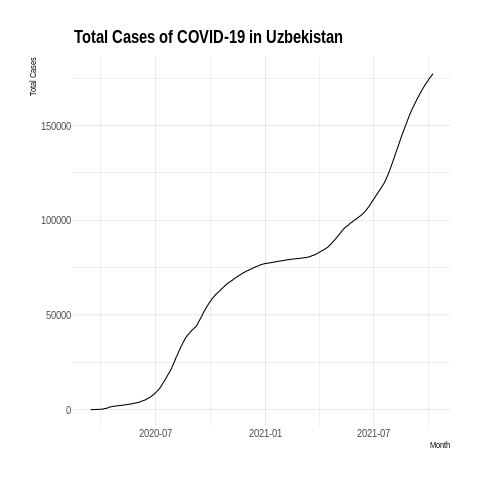 Total Cases of COVID-19 in Uzbekistan
Total Cases
150000
100000
50000
0
2020-07 2021-01 2021-07
Month